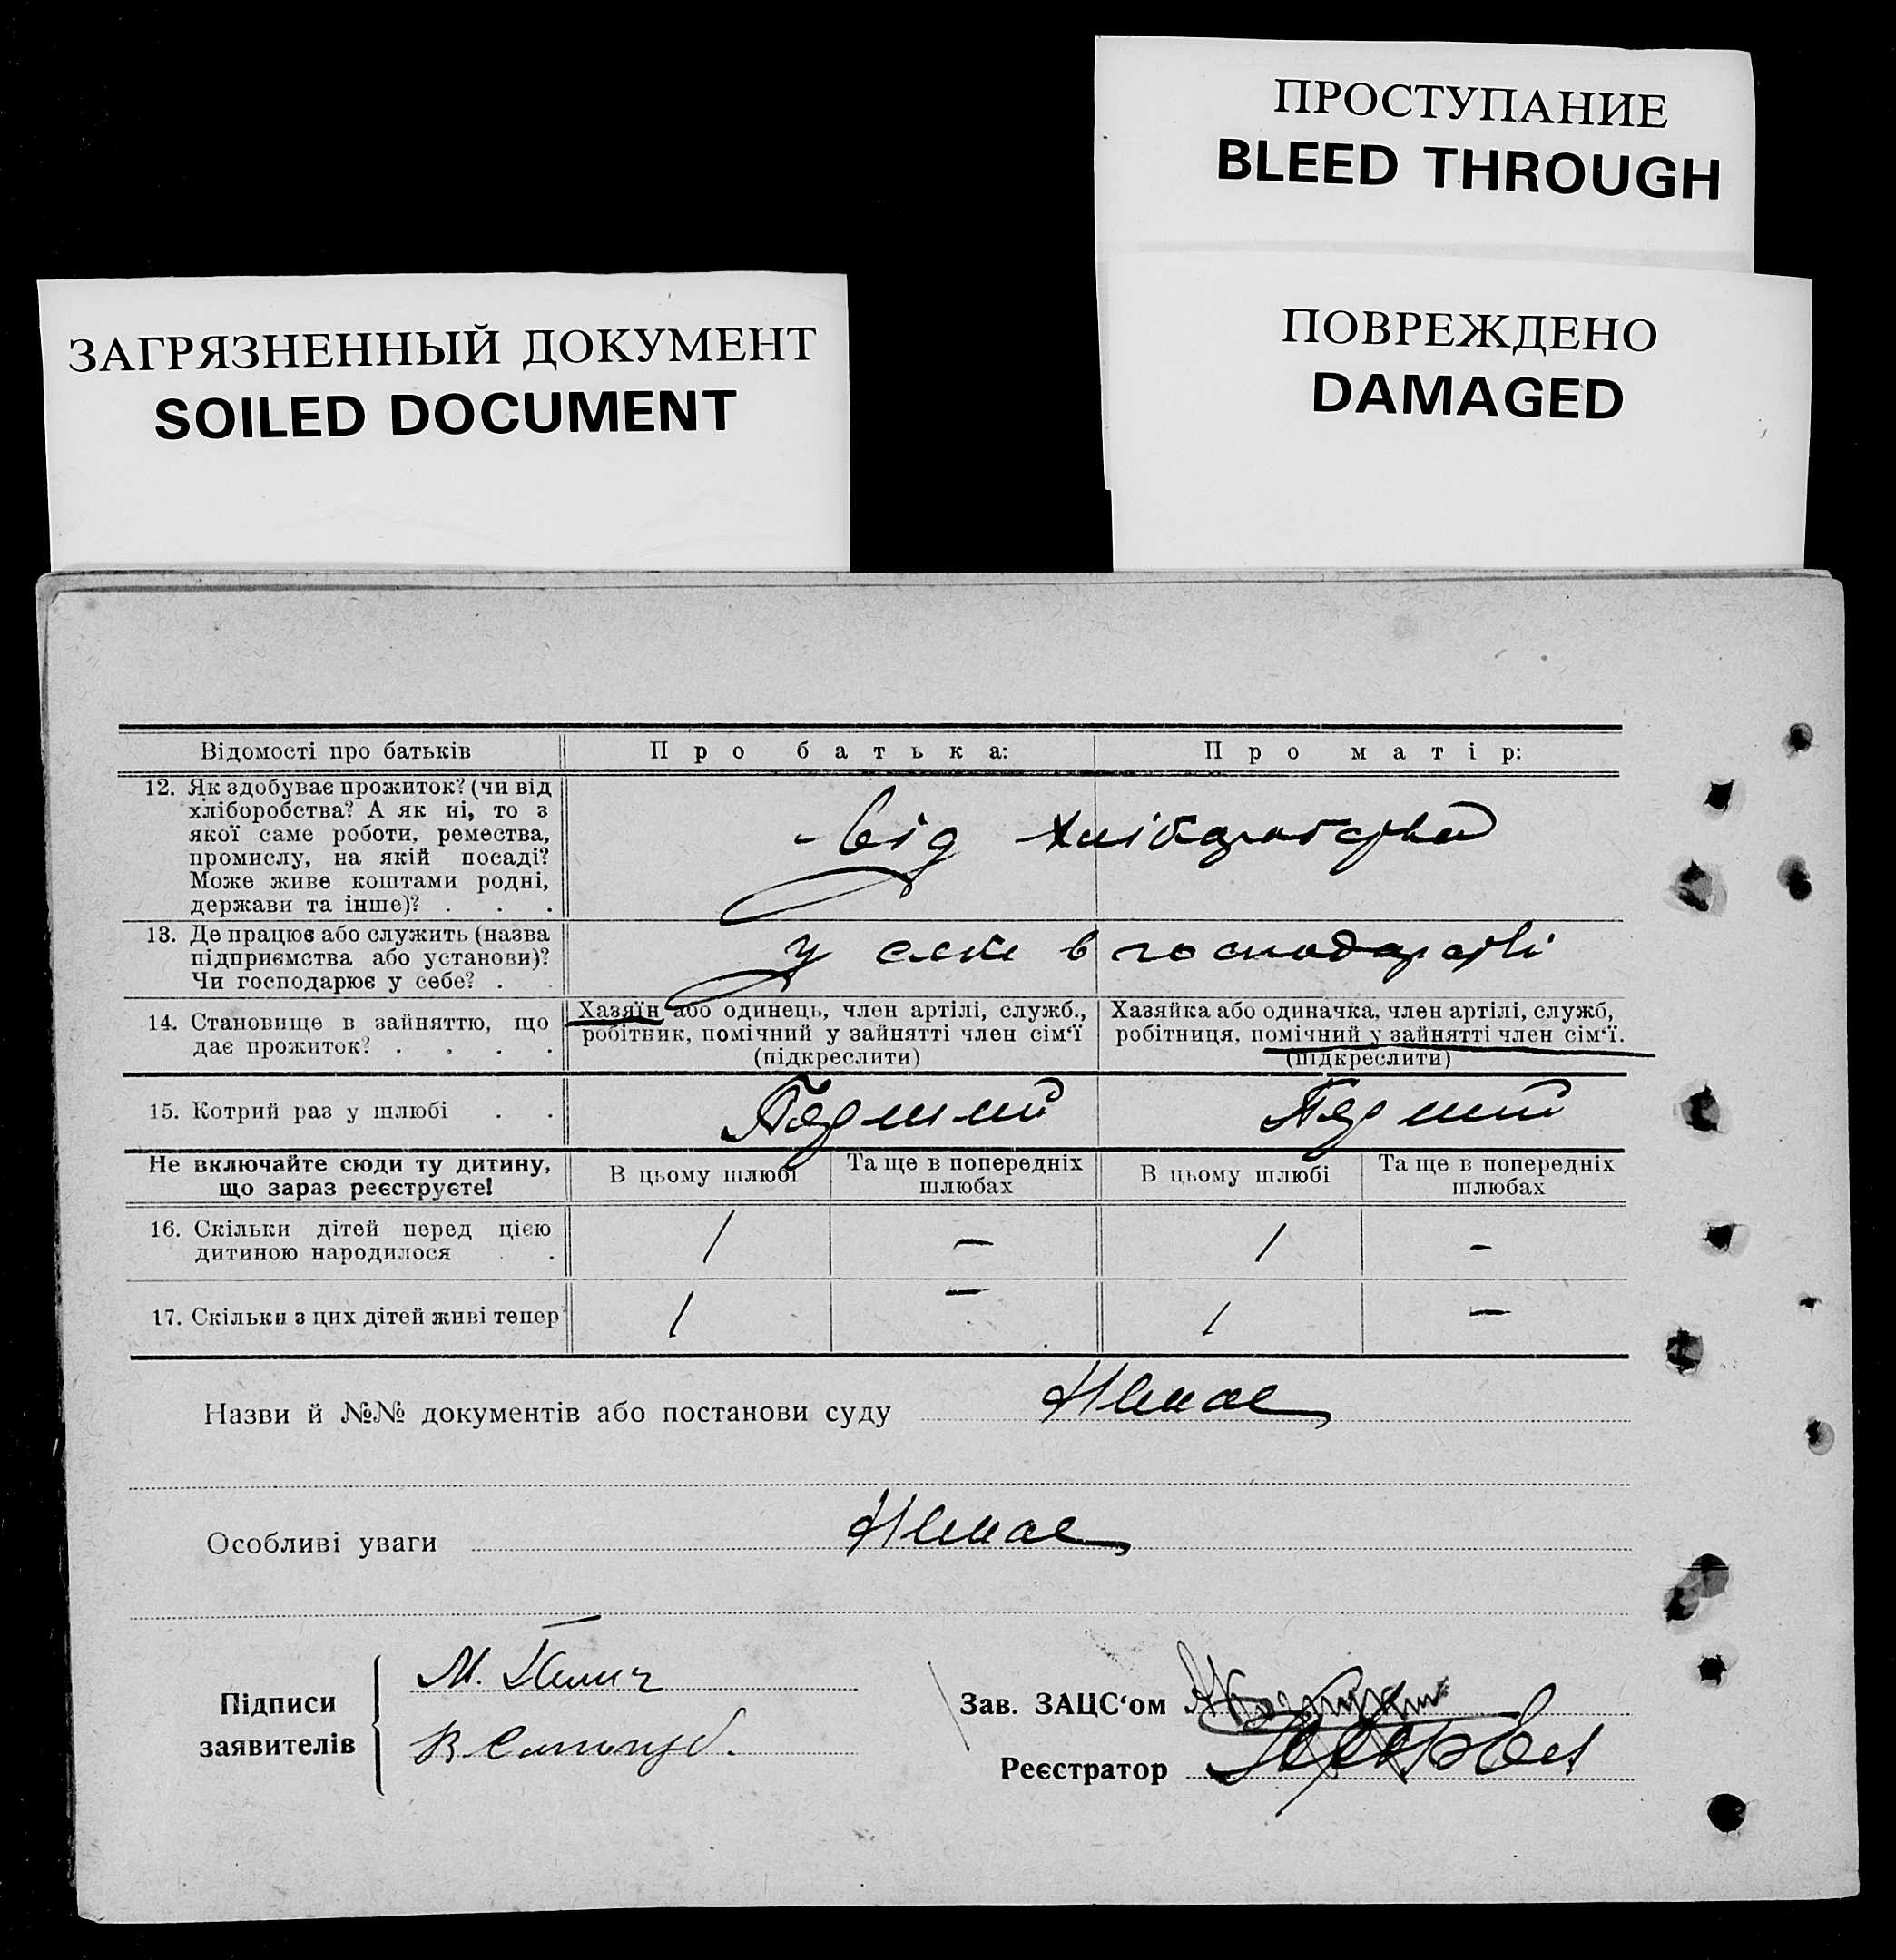 ПРОСТУПАНИЕ
BLEED THROUGH
ЗАГРЯЗНЕННЫЙ ДОКУМЕНТ
SOILED DOCUMENT
ПОВРЕЖДЕНО
DAMAGED
Відомості про батьків
Про батька:
Про матір:
12. Як здобуває прожиток? (чи від
хліборобства? А як ні, то з
якої саме роботи, ремества,
промислу, на якій посаді?
Може живе коштами родні,
держави та інше)? . . .
від хліборобства
13. Де працює або служить (назва
підприємства або установи)?
Чи господарює у себе? . .
у себе в господарстві
14. Становище в зайняттю, що
дає прожиток? . . . .
Хазяїн або одинець, член артілі, служб.,
робітник, помічний у зайнятті член сім‘ї
(підкреслити)
Хазяйка або одиначка, член артілі, служб,
робітниця, помічний у зайнятті член сім‘ї.
(підкреслити)
15. Котрий раз у шлюбі . .
Перший
Перший
Не включайте сюди ту дитину,
що зараз реєструєте!
В цьому шлюбі
Та ще в попередніх
шлюбах
В цьому шлюбі
Та ще в попередніх
шлюбах
16. Скільки дітей перед цією
дитиною народилося . .
1 — 1 -
17. Скільки з цих дітей живі тепер
1 — 1 —
Назви й №№ документів або постанови суду Немає
Особливі уваги Немає
Підписи
заявителів
М.
В
Зав. ЗАЦС‘ом
Реєстратор